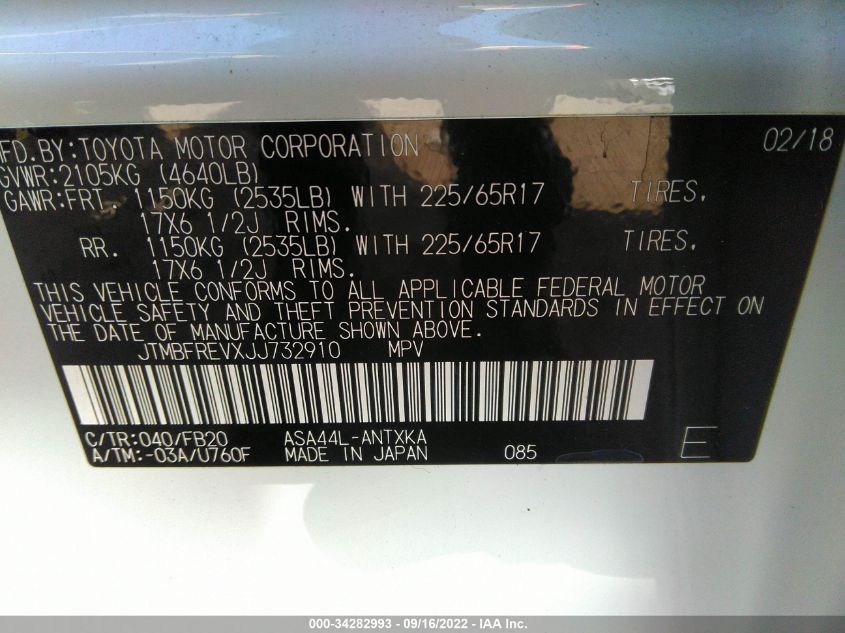 FD.BY:TOYOTA MOTOR CORPORATION 02/18
GVWR:2105KG (4640LB)
GAWR:FRT. 1150KG (2535LB) WITH 225/65R17 TIRES.
17X6 1/2J RIMS.
RR. 1150KG (2535LB) WITH 225/65R17 TIRES.
17X6 1/2J RIMS.
THIS VEHICLE CONFORMS TO ALL APPLICABLE FEDERAL MOTOR
VEHICLE SAFETY AND THEFT PREVENTION STANDARDS IN EFFECT ON
THE DATE OF MANUFACTURE SHOWN ABOVE.
JTMBFREVXJJ732910 MPV
C/TR:040/FB20 ASA44L-ANTXKA
A/TM:-03A/U760F MADE IN JAPAN 085 E
000-34282993 - 09/16/2022 - IAA Inc.